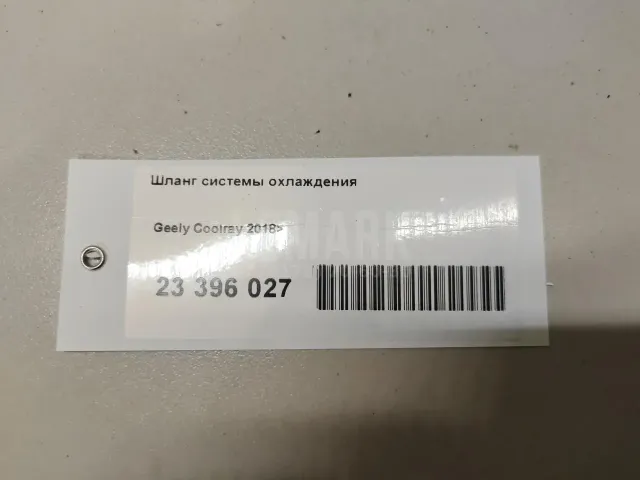 Шланг системы охлаждения
Geely Coolray 2018>
23 396 027